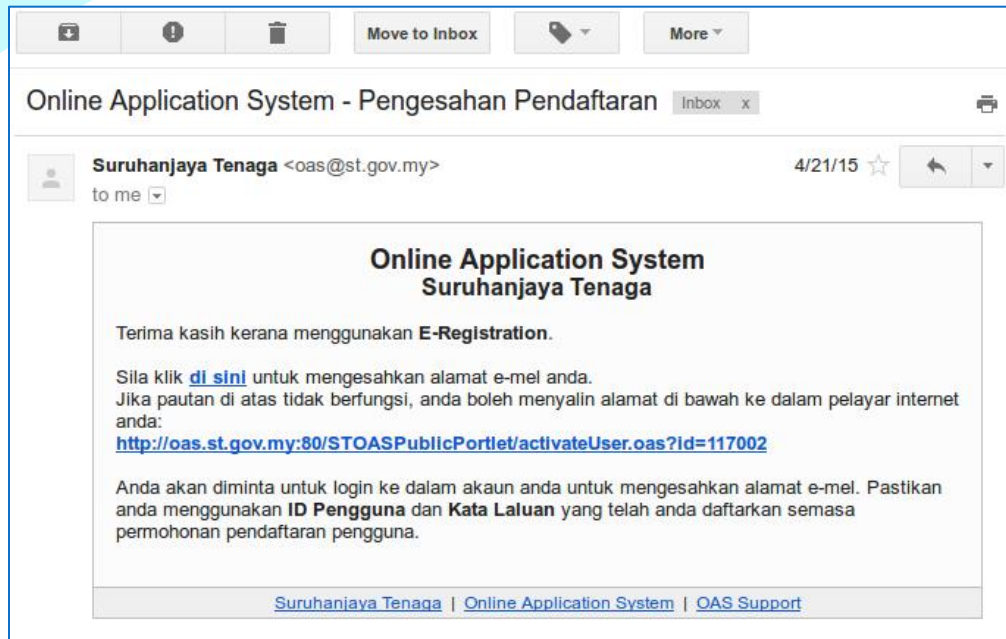 Move to Inbox More
Online Application System - Pengesahan Pendaftaran Inbox x
Suruhanjaya Tenaga <oas@st.gov.my> 4/21/15
to me
Online Application System
Suruhanjaya Tenaga
Terima kasih kerana menggunakan E-Registration.
Sila klik di sini untuk mengesahkan alamat e-mel anda.
Jika pautan di atas tidak berfungsi, anda boleh menyalin alamat di bawah ke dalam pelayar internet
anda:
http://oas.st.gov.my:80/STOASPublicPortlet/activateUser.oas?id=117002
Anda akan diminta untuk login ke dalam akaun anda untuk mengesahkan alamat e-mel. Pastikan
anda menggunakan ID Pengguna dan Kata Laluan yang telah anda daftarkan semasa
permohonan pendaftaran pengguna.
Suruhanjaya Tenaga | Online Application System | OAS Support